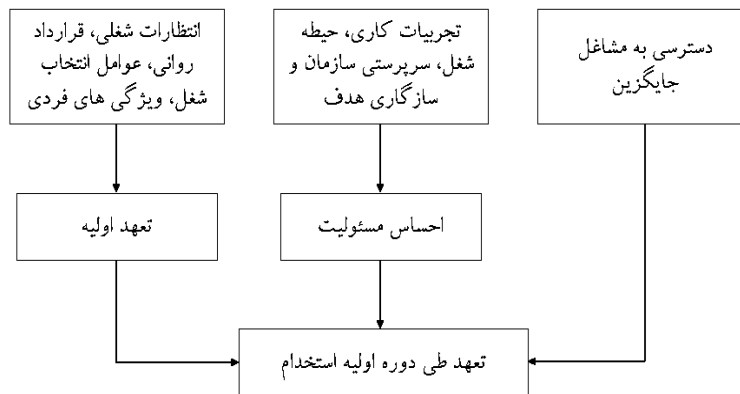 دسترسی به مشاغل
جایگزین
تجربیات کاری، حیطه
شغل، سرپرستی سازمان و
سازگاری هدف
انتظارات شغلی، قرارداد
روانی، عوامل انتخاب
شغل، ویژگی های فردی
احساس مسئولیت
تعهد اولیه
تعهد طی دوره اولیه استخدام